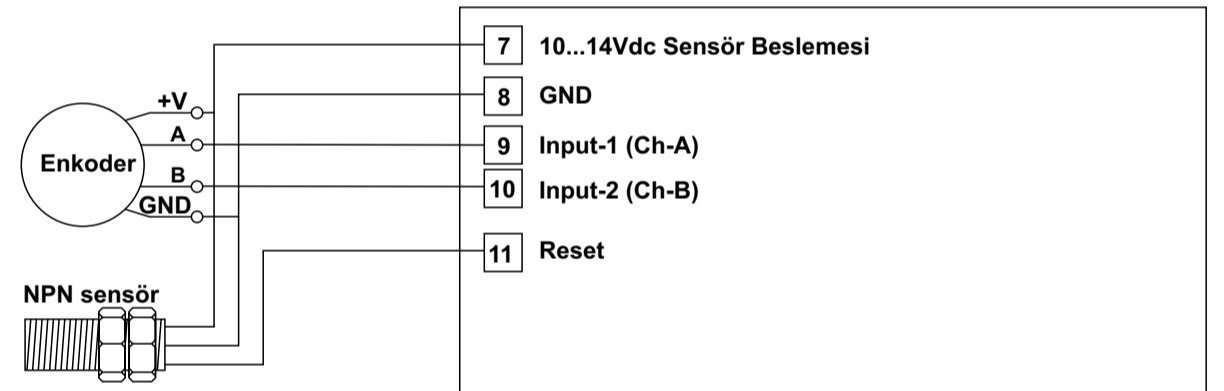 7 10...14Vdc Sensör Beslemesi
8 GND
+V
A
9 Input-1 (Ch-A)
Enkoder
B
10 Input-2 (Ch-B)
GND
11 Reset
NPN sensör